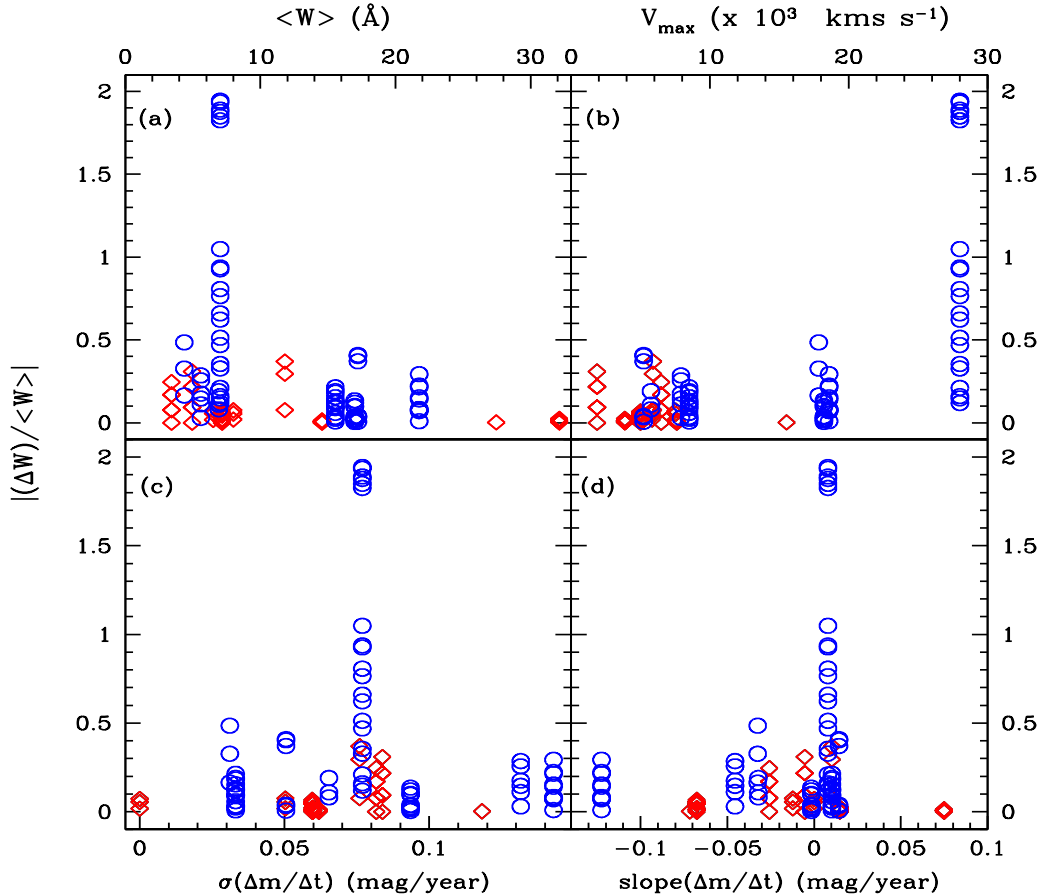 <W> (Å) V_max (x 10³ kms s⁻¹)
0 10 20 30 0 10 20 30
2 (a) (b) 2
1.5 1.5
1 1
0.5 0.5
0 0
|(ΔW)/<W>|
2 (c) (d) 2
1.5 1.5
1 1
0.5 0.5
0 0
0 0.05 0.1 −0.1 −0.05 0 0.05 0.1
σ(Δm/Δt) (mag/year) slope(Δm/Δt) (mag/year)